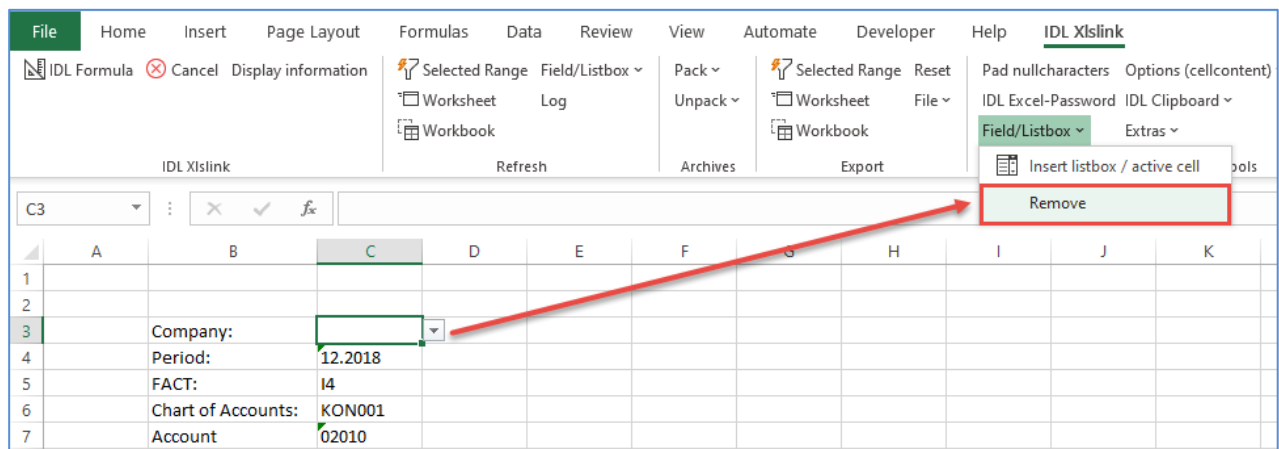 File Home Insert Page Layout Formulas Data Review View Automate Developer Help IDL Xlslink
IDL Formula Cancel Display information Selected Range Field/Listbox Pack Selected Range Reset Pad nullcharacters Options (cellcontent)
Worksheet Log Unpack Worksheet File IDL Excel-Password IDL Clipboard
Workbook Workbook Field/Listbox Extras
IDL Xlslink Refresh Archives Export ools
Insert listbox / active cell
Remove
C3 fx
A B C D E F G H I J K
1
2
3 Company:
4 Period: 12.2018
5 FACT: I4
6 Chart of Accounts: KON001
7 Account 02010